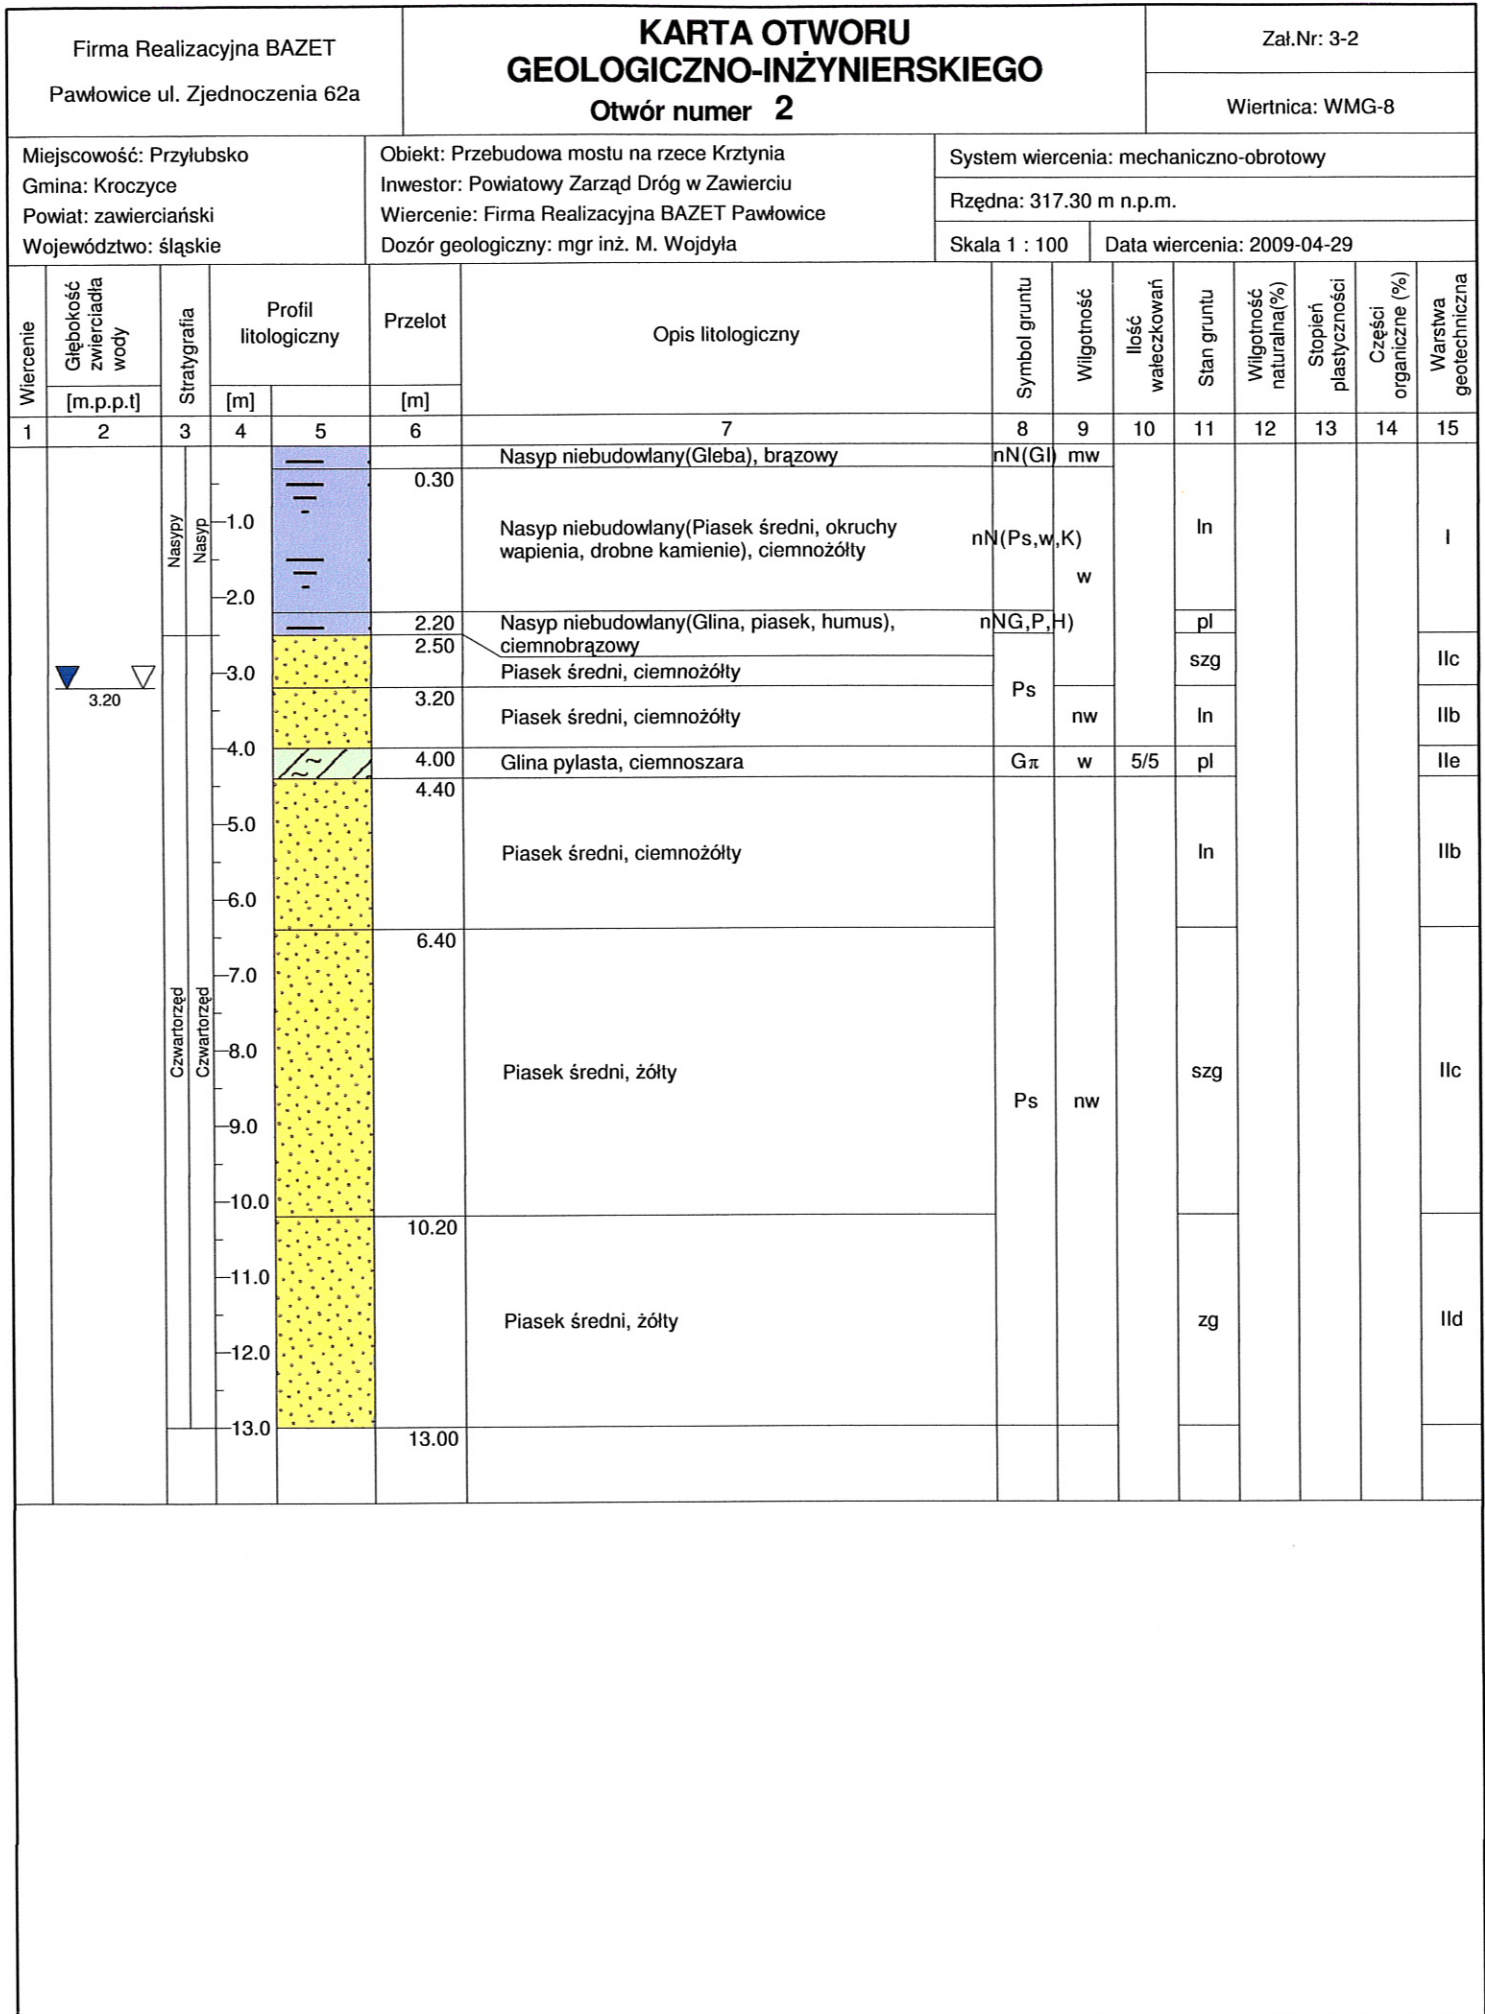 Firma Realizacyjna BAZET
Pawłowice ul. Zjednoczenia 62a
KARTA OTWORU
GEOLOGICZNO-INŻYNIERSKIEGO
Otwór numer 2
Zał.Nr: 3-2
Wiertnica: WMG-8
Miejscowość: Przyłubsko
Gmina: Kroczyce
Powiat: zawierciański
Województwo: śląskie
Obiekt: Przebudowa mostu na rzece Krztynia
Inwestor: Powiatowy Zarząd Dróg w Zawierciu
Wiercenie: Firma Realizacyjna BAZET Pawłowice
Dozór geologiczny: mgr inż. M. Wojdyła
System wiercenia: mechaniczno-obrotowy
Rzędna: 317.30 m n.p.m.
Skala 1 : 100
Data wiercenia: 2009-04-29
Wiercenie
Głębokość
zwierciadła
wody
[m.p.p.t]
Stratygrafia
Profil
litologiczny
[m]
Przelot
[m]
Opis litologiczny
Symbol gruntu
Wilgotność
Ilość
wałeczkowań
Stan gruntu
Wilgotność
naturalna(%)
Stopień
plastyczności
Części
organiczne (%)
Warstwa
geotechniczna
1 2 3 4 5 6 7 8 9 10 11 12 13 14 15
Nasyp niebudowlany(Gleba), brązowy nN(Gl) mw
0.30
Nasypy
Nasyp
1.0
Nasyp niebudowlany(Piasek średni, okruchy
wapienia, drobne kamienie), ciemnożółty
nN(Ps,w,K)
w
ln
I
2.0
2.20 Nasyp niebudowlany(Glina, piasek, humus),
ciemnobrązowy
nNG,P,H)
pl
2.50
Piasek średni, ciemnożółty
szg
IIc
3.0
3.20
Ps
3.20
Piasek średni, ciemnożółty
nw
ln
IIb
4.0
4.00 Glina pylasta, ciemnoszara Gπ w 5/5 pl IIe
4.40
5.0
Piasek średni, ciemnożółty
ln
IIb
6.0
6.40
7.0
Czwartorzęd
Czwartorzęd
8.0
Piasek średni, żółty
szg
IIc
Ps
nw
9.0
10.0
10.20
11.0
Piasek średni, żółty
zg
IId
12.0
13.0
13.00